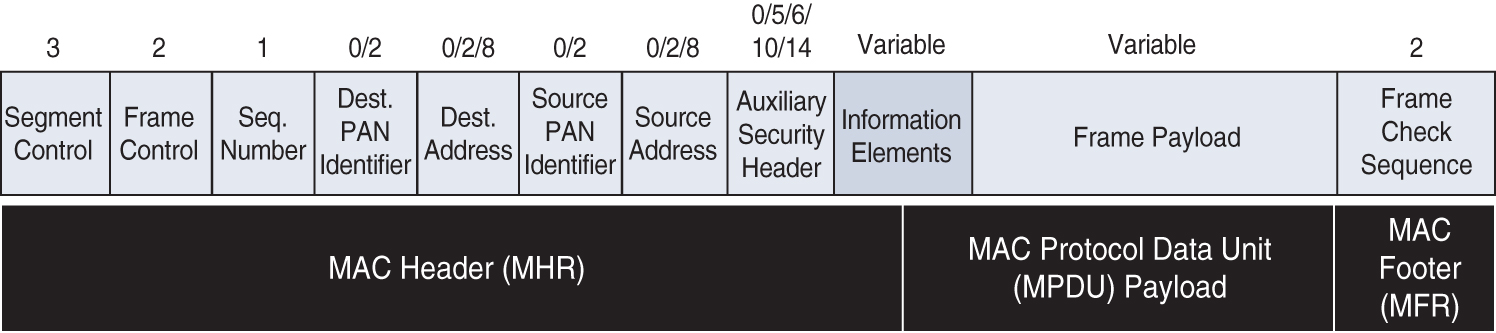 0/5/6/
3 2 1 0/2 0/2/8 0/2 0/2/8 10/14 Variable Variable 2
Segment
Control
Frame
Control
Seq.
Number
Dest.
PAN
Identifier
Dest.
Address
Source
PAN
Identifier
Source
Address
Auxiliary
Security
Header
Information
Elements
Frame Payload
Frame
Check
Sequence
MAC Header (MHR)
MAC Protocol Data Unit
(MPDU) Payload
MAC
Footer
(MFR)